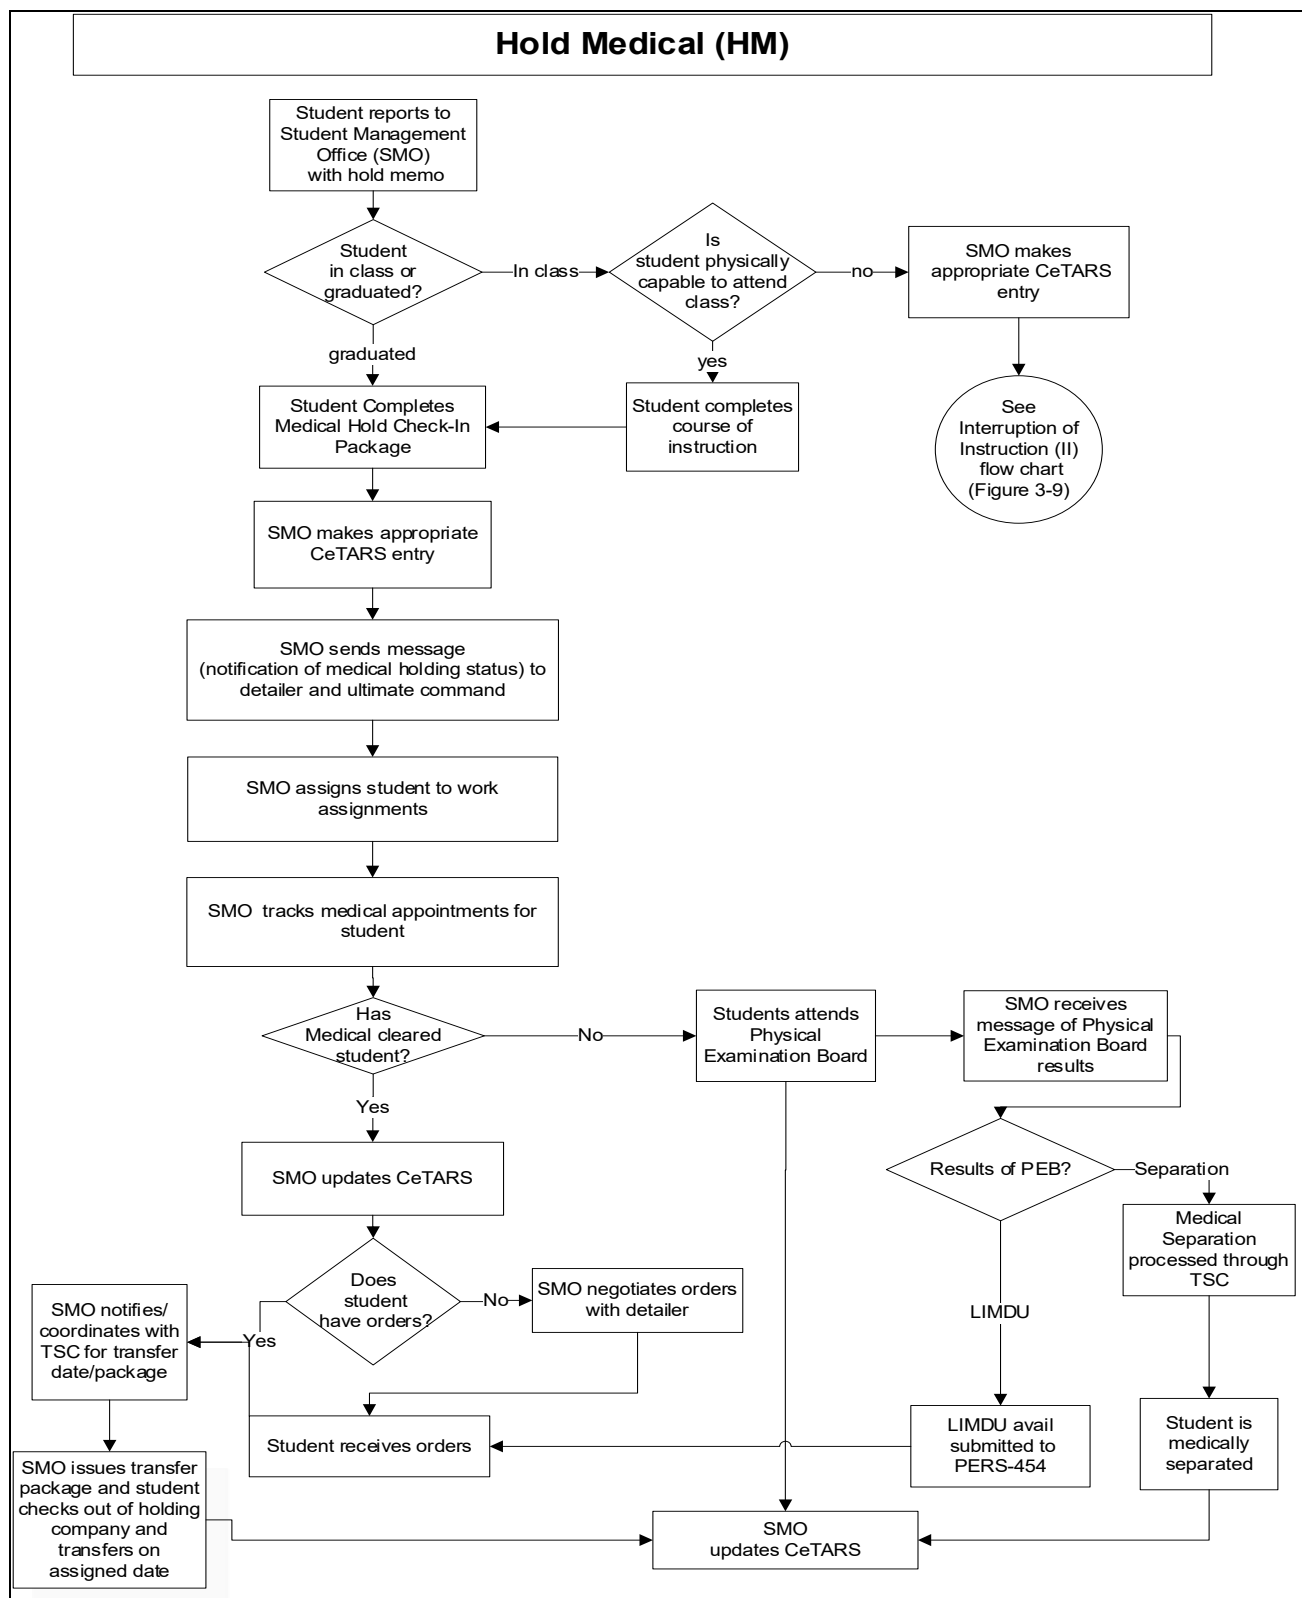 Hold Medical (HM)
Student reports to
Student Management
Office (SMO)
with hold memo
Student
in class or
graduated?
In class
Is
student physically
capable to attend
class?
no
SMO makes
appropriate CeTARS
entry
graduated
yes
Student Completes
Medical Hold Check-In
Package
Student completes
course of
instruction
See
Interruption of
Instruction (II)
flow chart
(Figure 3-9)
SMO makes appropriate
CeTARS entry
SMO sends message
(notification of medical holding status) to
detailer and ultimate command
SMO assigns student to work
assignments
SMO tracks medical appointments for
student
Has
Medical cleared
student?
No
Students attends
Physical
Examination Board
SMO receives
message of Physical
Examination Board
results
Yes
SMO updates CeTARS
Results of PEB?
Separation
Medical
Separation
processed through
TSC
Does
student
have orders?
No
SMO negotiates orders
with detailer
LIMDU
Yes
SMO notifies/
coordinates with
TSC for transfer
date/package
Student receives orders
LIMDU avail
submitted to
PERS-454
Student is
medically
separated
SMO issues transfer
package and student
checks out of holding
company and
transfers on
assigned date
SMO
updates CeTARS